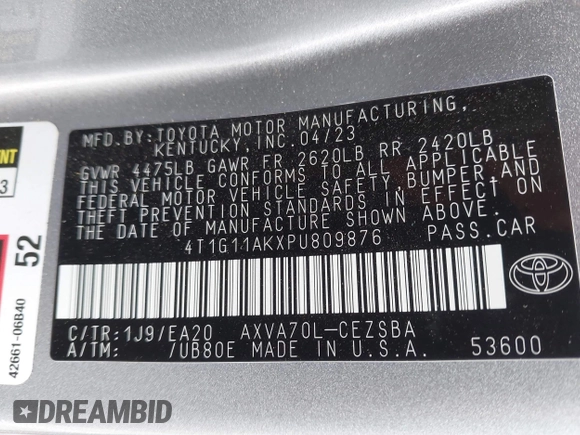 MFD.BY:TOYOTA MOTOR MANUFACTURING,
KENTUCKY,INC.04/23
GVWR 4475LB GAWR FR 2620LB RR 2420LB
THIS VEHICLE CONFORMS TO ALL APPLICABLE
FEDERAL MOTOR VEHICLE SAFETY,BUMPER,AND
THEFT PREVENTION STANDARDS IN EFFECT ON
THE DATE OF MANUFACTURE SHOWN ABOVE.
4T1G11AKXPU809876 PASS.CAR
C/TR:1J9/EA20 AXVA70L-CEZSBA
A/TM: /UB80E MADE IN U.S.A. 53600
52
42661-06B40
DREAMBID